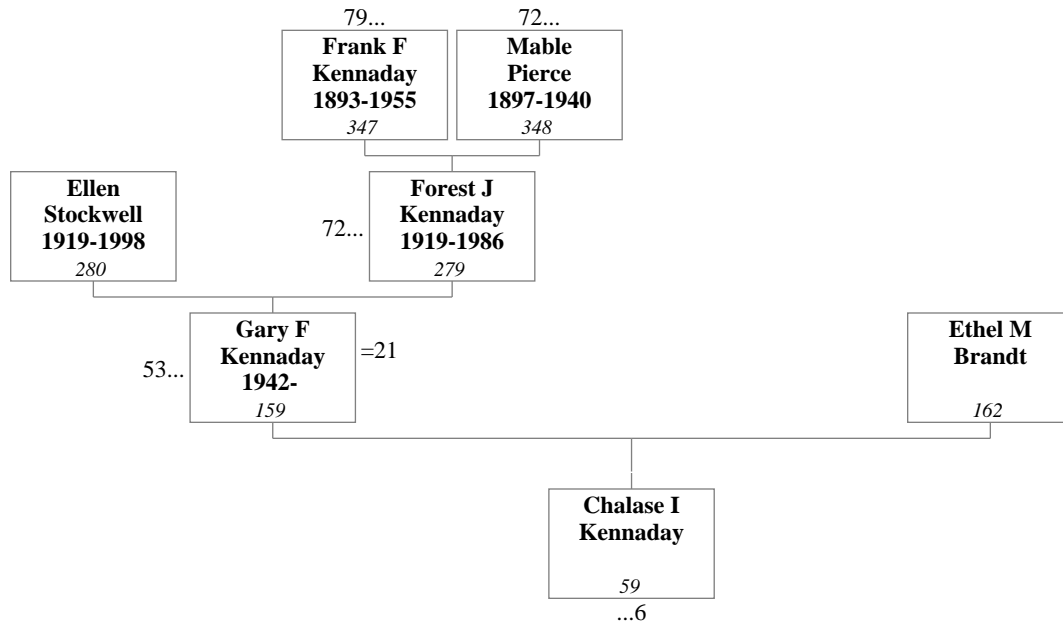 79...
Frank F
Kennaday
1893-1955
347
72...
Mable
Pierce
1897-1940
348
Ellen
Stockwell
1919-1998
280
72...
Forest J
Kennaday
1919-1986
279
53...
Gary F
Kennaday
1942-
159
=21
Ethel M
Brandt
162
Chalase I
Kennaday
59
...6